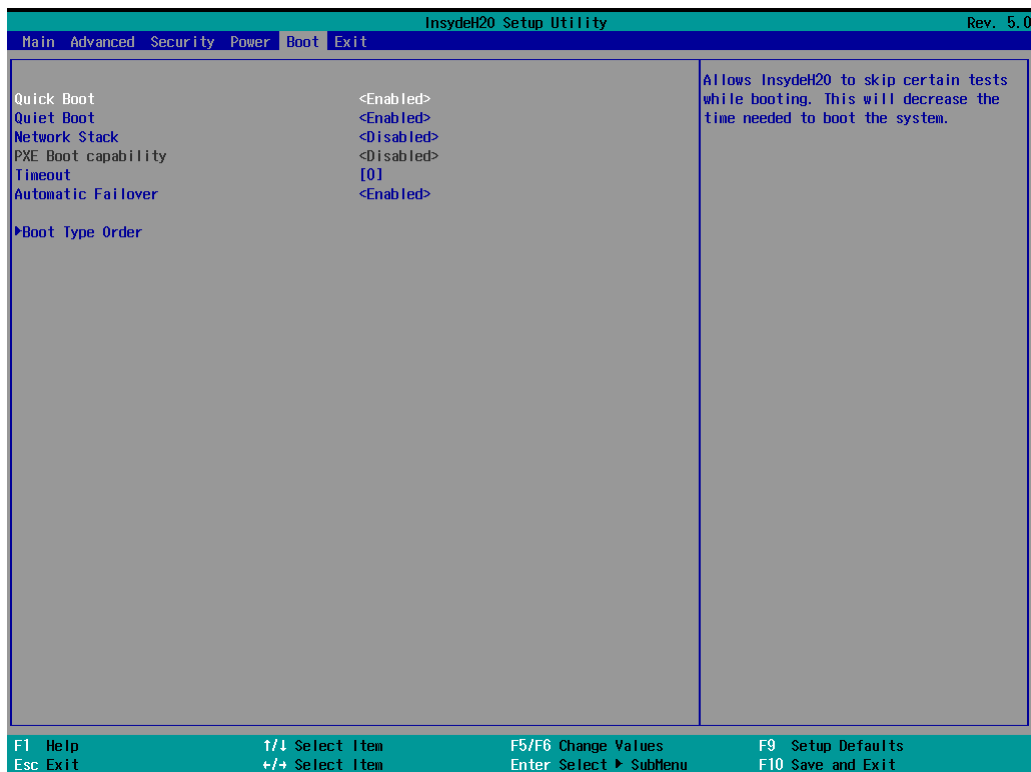 InsydeH2O Setup Utility Rev. 5.0
Main Advanced Security Power Boot Exit
Quick Boot <Enabled>
Quiet Boot <Enabled>
Network Stack <Disabled>
PXE Boot capability <Disabled>
Timeout [0]
Automatic Failover <Enabled>
▶Boot Type Order
Allows InsydeH2O to skip certain tests
while booting. This will decrease the
time needed to boot the system.
F1 Help ↑/↓ Select Item F5/F6 Change Values F9 Setup Defaults
Esc Exit ←/→ Select Item Enter Select ▶ SubMenu F10 Save and Exit